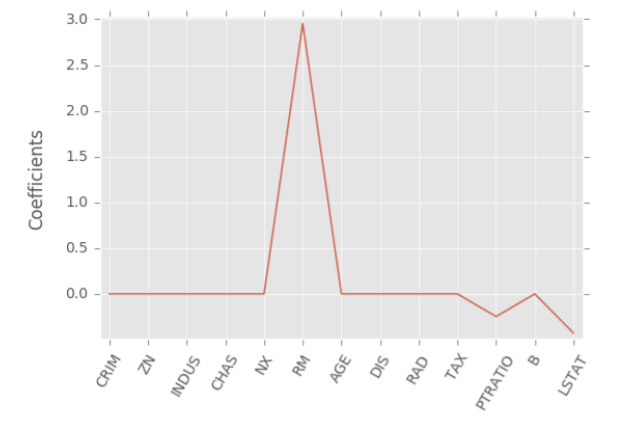 3.0
2.5
2.0
1.5
1.0
0.5
0.0
Coefficients
CRIM
ZN
INDUS
CHAS
NX
RM
AGE
DIS
RAD
TAX
PTRATIO
B
LSTAT